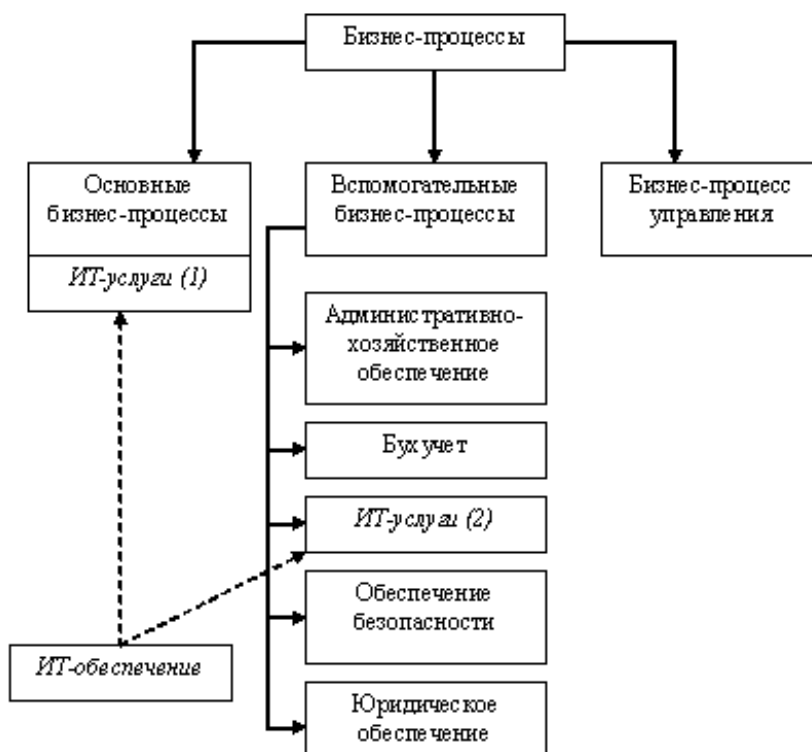 Бизнес-процессы
Основные
бизнес-процессы
ИТ-услуги (1)
Вспомогательные
бизнес-процессы
Бизнес-процесс
управления
Административно-
хозяйственное
обеспечение
Бухучет
ИТ-услуги (2)
Обеспечение
безопасности
ИТ-обеспечение
Юридическое
обеспечение